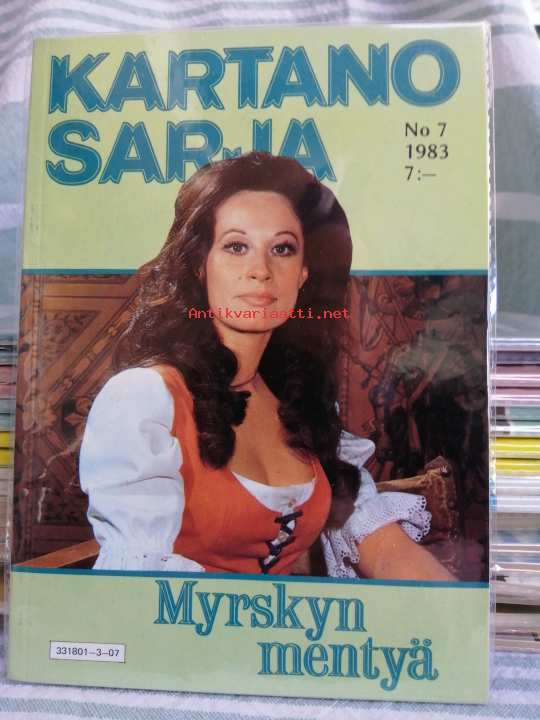 KARTANO
SARJA
No 7
1983
7:—
Antikvariaatti.net
Myrskyn
mentyä
331801—3—07